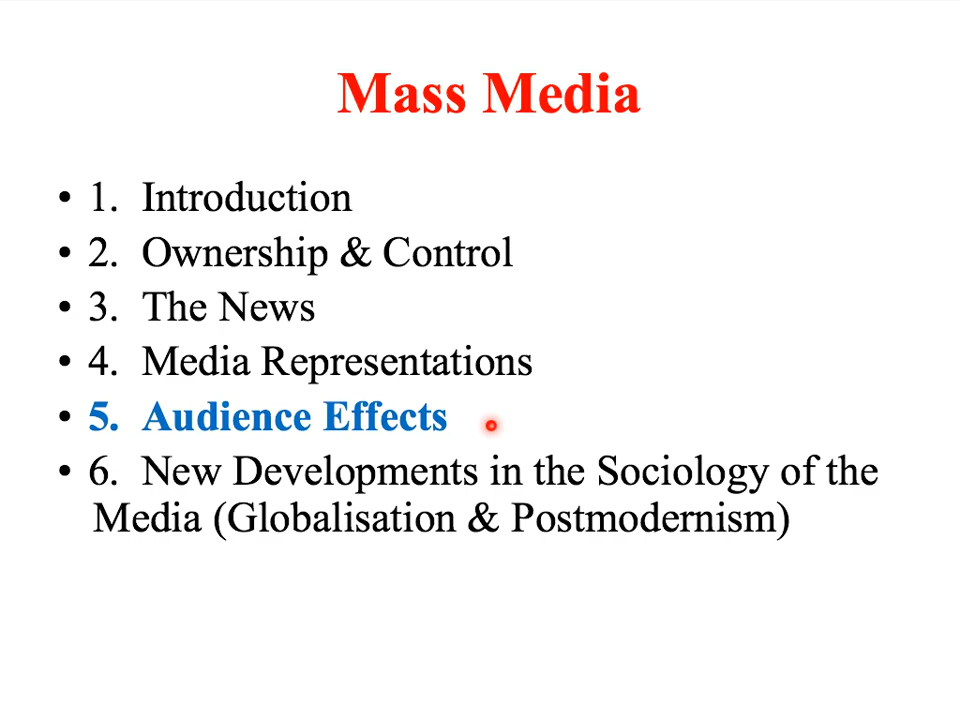 Mass Media
• 1. Introduction
• 2. Ownership & Control
• 3. The News
• 4. Media Representations
• 5. Audience Effects
• 6. New Developments in the Sociology of the
Media (Globalisation & Postmodernism)